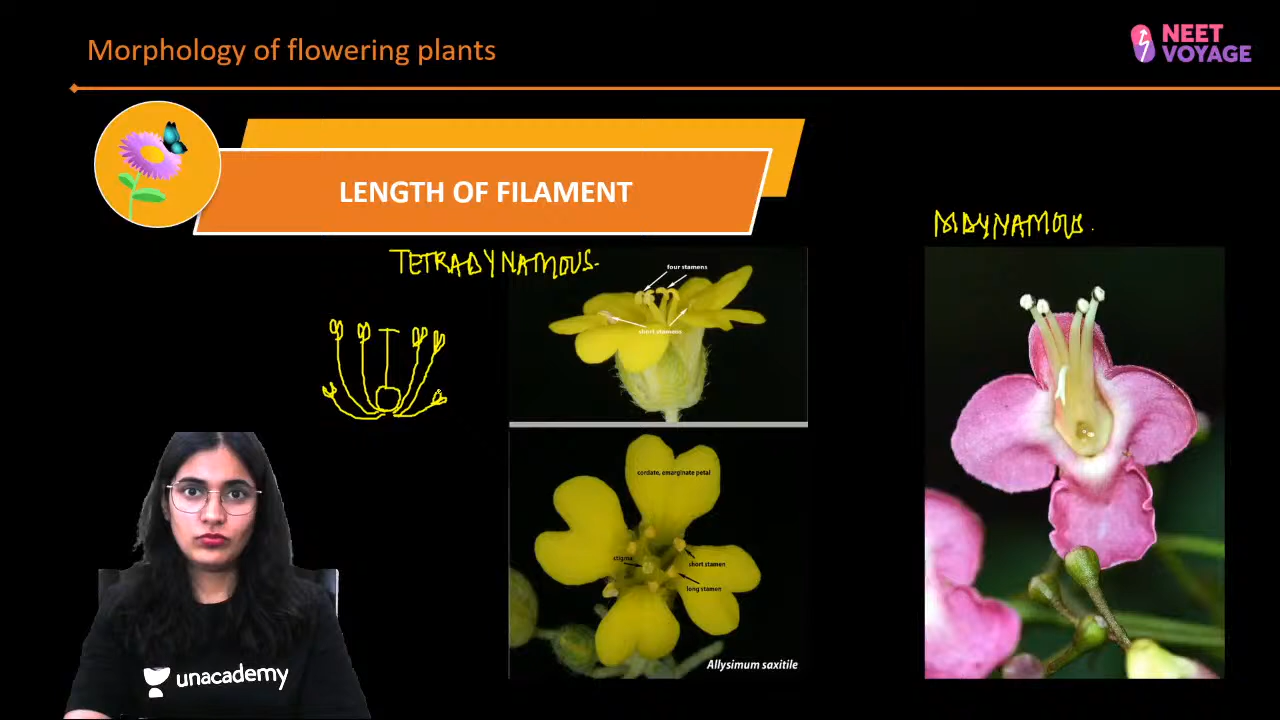 Morphology of flowering plants
NEET
VOYAGE
LENGTH OF FILAMENT
TETRADYNAMOUS.
four stamens
short stamens
cordate, emarginate petal
stigma
short stamen
long stamen
Allysimum saxitile
unacademy